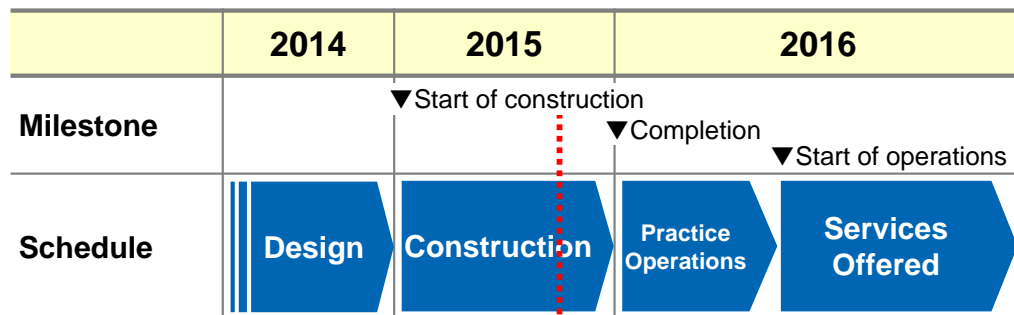 2014 2015 2016
Milestone
▼Start of construction
▼Completion
▼Start of operations
Schedule
Design
Construction
Practice
Operations
Services
Offered